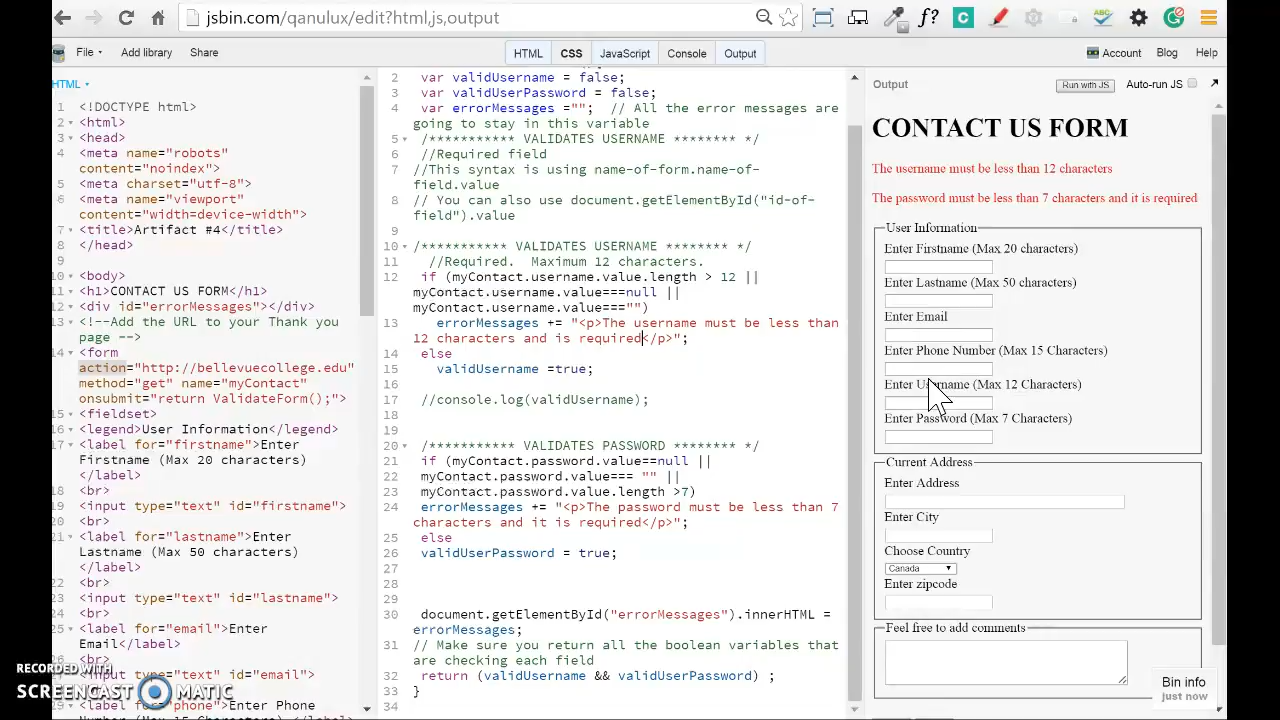 jsbin.com/qanulux/edit?html,js,output
File
Add library
Share
HTML
CSS
JavaScript
Console
Output
Account
Blog
Help
HTML
1 <!DOCTYPE html>
2 <html>
3 <head>
4 <meta name="robots"
content="noindex">
5 <meta charset="utf-8">
6 <meta name="viewport"
content="width=device-width">
7 <title>Artifact #4</title>
8 </head>
9
10 <body>
11 <h1>CONTACT US FORM</h1>
12 <div id="errorMessages"></div>
13 <!--Add the URL to your Thank you
page -->
14 <form
action="http://bellevuecollege.edu"
method="get" name="myContact"
onsubmit="return ValidateForm();">
15 <fieldset>
16 <legend>User Information</legend>
17 <label for="firstname">Enter
Firstname (Max 20 characters)
</label>
18 <br>
19 <input type="text" id="firstname">
20 <br>
21 <label for="lastname">Enter
Lastname (Max 50 characters)
</label>
22 <br>
23 <input type="text" id="lastname">
24 <br>
25 <label for="email">Enter
Email</label>
26 <br>
<input type="text" id="email">
<br>
<label for="phone">Enter Phone
Number (Max 15 Characters) </label>
2 var validUsername = false;
3 var validUserPassword = false;
4 var errorMessages =""; // All the error messages are
going to stay in this variable
5 /*********** VALIDATES USERNAME ******** */
6 //Required field
7 //This syntax is using name-of-form.name-of-
field.value
8 // You can also use document.getElementById("id-of-
field").value
9
10 /*********** VALIDATES USERNAME ******** */
11 //Required. Maximum 12 characters.
12 if (myContact.username.value.length > 12 ||
myContact.username.value===null ||
myContact.username.value==="")
13 errorMessages += "<p>The username must be less than
12 characters and is required</p>";
14 else
15 validUsername =true;
16
17 //console.log(validUsername);
18
19
20 /*********** VALIDATES PASSWORD ******** */
21 if (myContact.password.value==null ||
22 myContact.password.value=== "" ||
23 myContact.password.value.length >7)
24 errorMessages += "<p>The password must be less than 7
characters and it is required</p>";
25 else
26 validUserPassword = true;
27
28
29
30 document.getElementById("errorMessages").innerHTML =
errorMessages;
31 // Make sure you return all the boolean variables that
are checking each field
32 return (validUsername && validUserPassword) ;
33 }
34
Output
Run with JS
Auto-run JS
CONTACT US FORM
The username must be less than 12 characters
The password must be less than 7 characters and it is required
User Information
Enter Firstname (Max 20 characters)
Enter Lastname (Max 50 characters)
Enter Email
Enter Phone Number (Max 15 Characters)
Enter Username (Max 12 Characters)
Enter Password (Max 7 Characters)
Current Address
Enter Address
Enter City
Choose Country
Canada
Enter zipcode
Feel free to add comments
Bin info
just now
RECORDED WITH
SCREENCAST MATIC